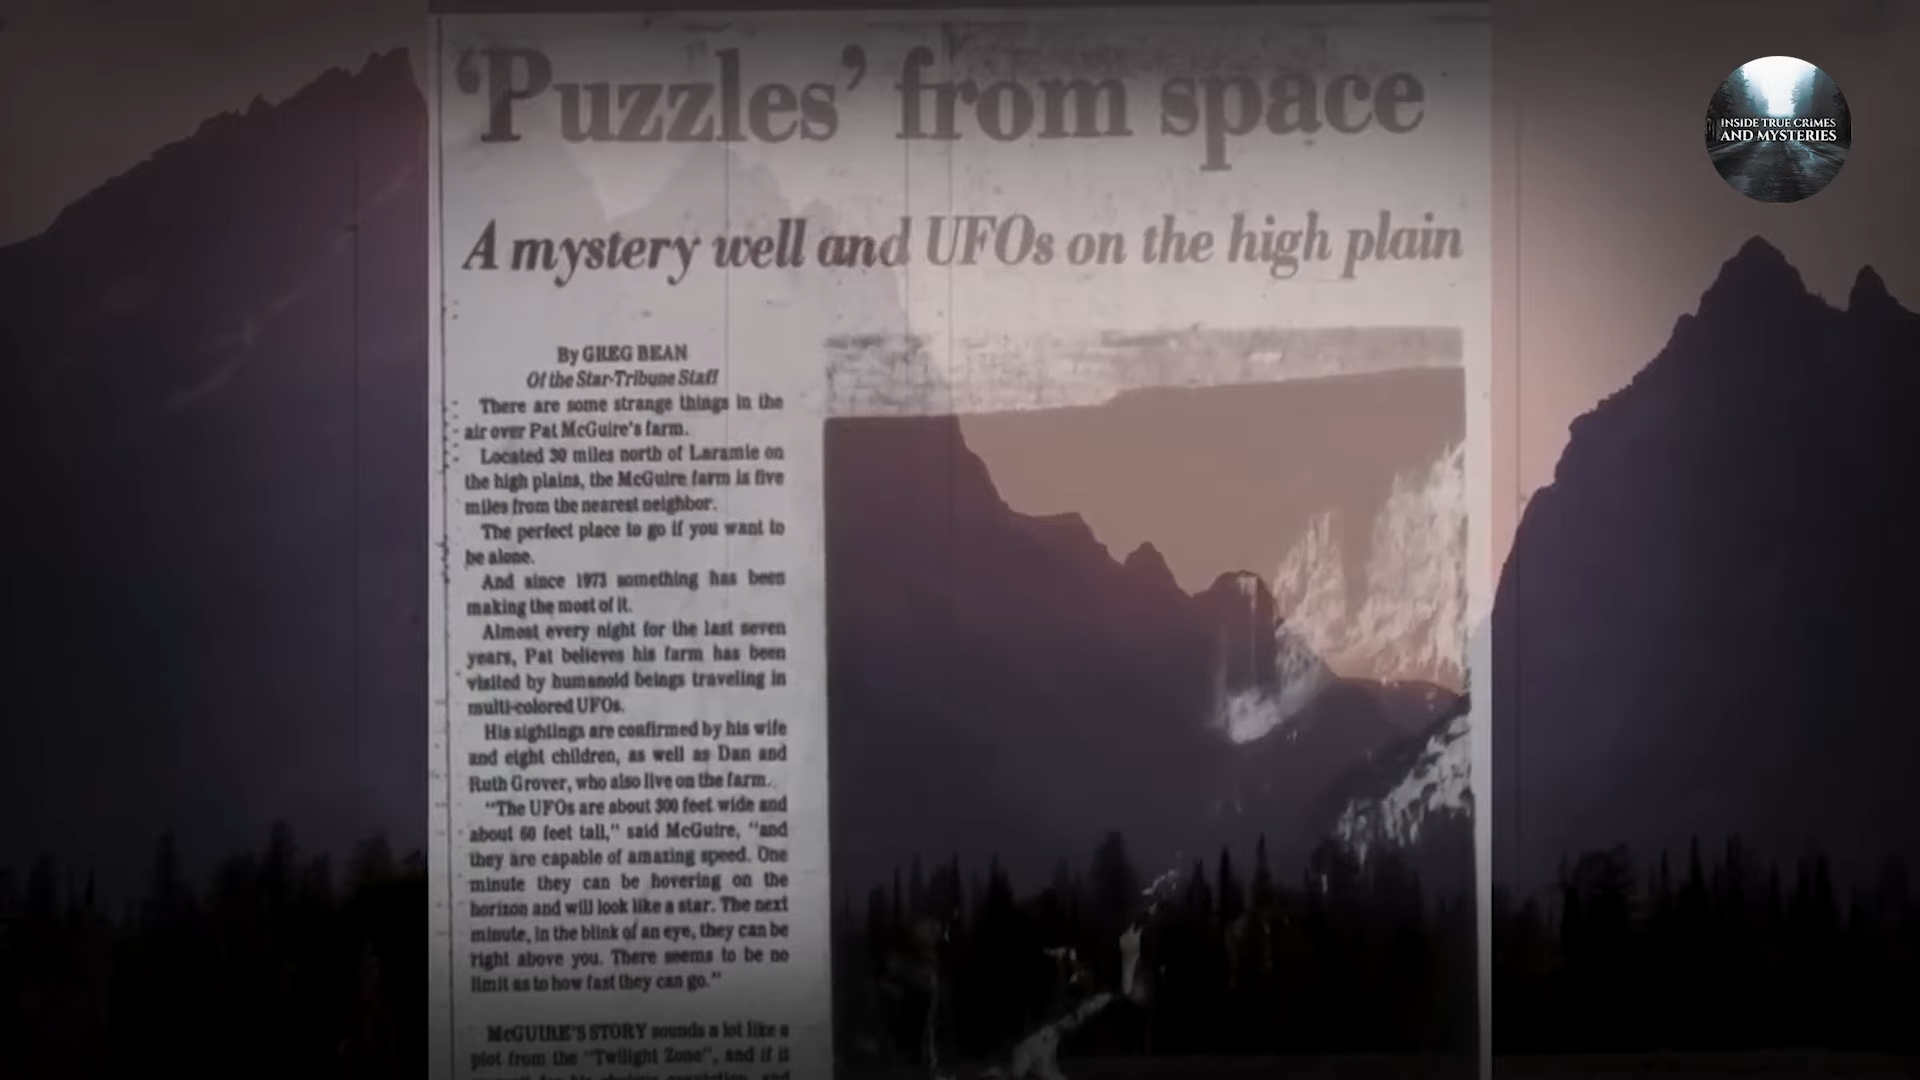 'Puzzles' from space
A mystery well and UFOs on the high plain
By GREG BEAN
Of the Star-Tribune Staff
There are some strange things in the
air over Pat McGuire's farm.
Located 30 miles north of Laramie on
the high plains, the McGuire farm is five
miles from the nearest neighbor.
The perfect place to go if you want to
be alone.
And since 1973 something has been
making the most of it.
Almost every night for the last seven
years, Pat believes his farm has been
visited by humanoid beings traveling in
multi-colored UFOs.
His sightings are confirmed by his wife
and eight children, as well as Dan and
Ruth Grover, who also live on the farm.
"The UFOs are about 300 feet wide and
about 60 feet tall," said McGuire, "and
they are capable of amazing speed. One
minute they can be hovering on the
horizon and will look like a star. The next
minute, in the blink of an eye, they can be
right above you. There seems to be no
limit as to how fast they can go."
McGUIRE'S STORY sounds a lot like a
plot from the "Twilight Zone", and if it
INSIDE TRUE CRIMES
AND MYSTERIES